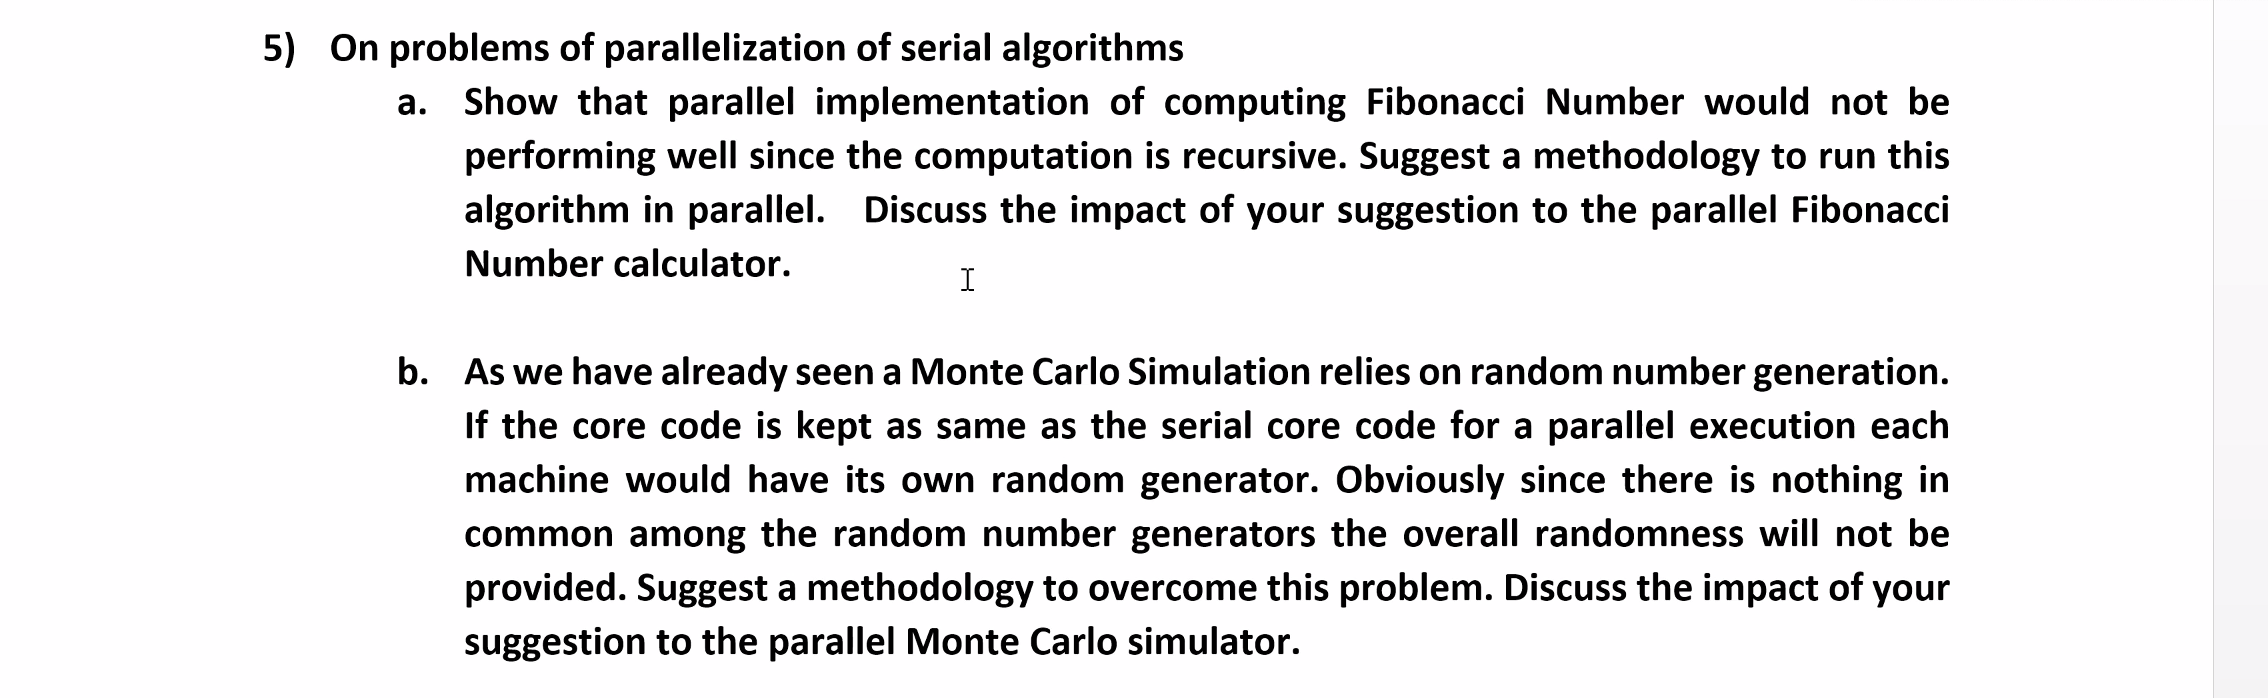 5) On problems of parallelization of serial algorithms
a. Show that parallel implementation of computing Fibonacci Number would not be
performing well since the computation is recursive. Suggest a methodology to run this
algorithm in parallel. Discuss the impact of your suggestion to the parallel Fibonacci
Number calculator.
b. As we have already seen a Monte Carlo Simulation relies on random number generation.
If the core code is kept as same as the serial core code for a parallel execution each
machine would have its own random generator. Obviously since there is nothing in
common among the random number generators the overall randomness will not be
provided. Suggest a methodology to overcome this problem. Discuss the impact of your
suggestion to the parallel Monte Carlo simulator.